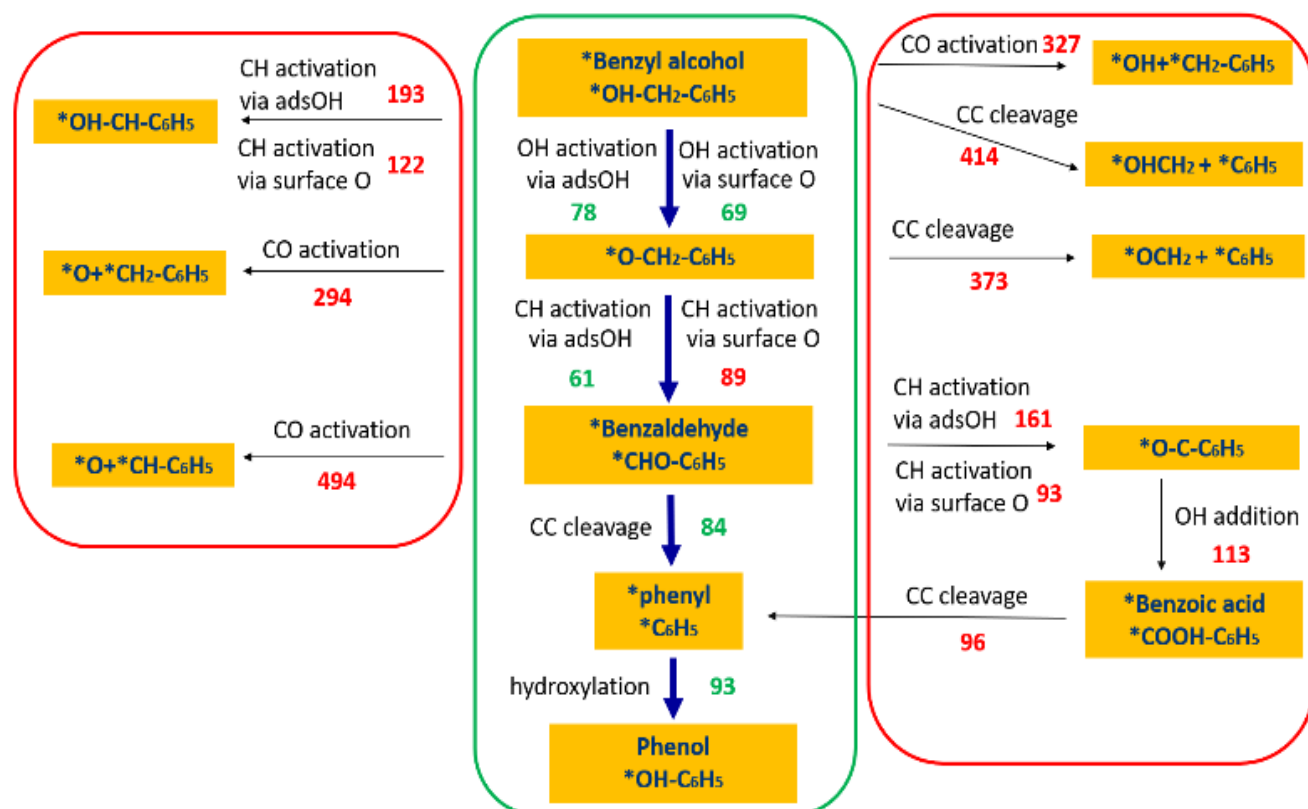 CH activation
via adsOH 193
*OH-CH-C6H5
CH activation
via surface O 122
CO activation
*O+*CH2-C6H5
294
CO activation
*O+*CH-C6H5
494
*Benzyl alcohol
*OH-CH2-C6H5
OH activation
via adsOH
78
OH activation
via surface O
69
*O-CH2-C6H5
CH activation
via adsOH
61
CH activation
via surface O
89
*Benzaldehyde
*CHO-C6H5
CC cleavage 84
*phenyl
*C6H5
hydroxylation 93
Phenol
*OH-C6H5
CO activation 327
*OH+*CH2-C6H5
CC cleavage
414
*OHCH2 + *C6H5
CC cleavage
373
*OCH2 + *C6H5
CH activation
via adsOH 161
CH activation
via surface O 93
*O-C-C6H5
OH addition
113
*Benzoic acid
*COOH-C6H5
CC cleavage
96